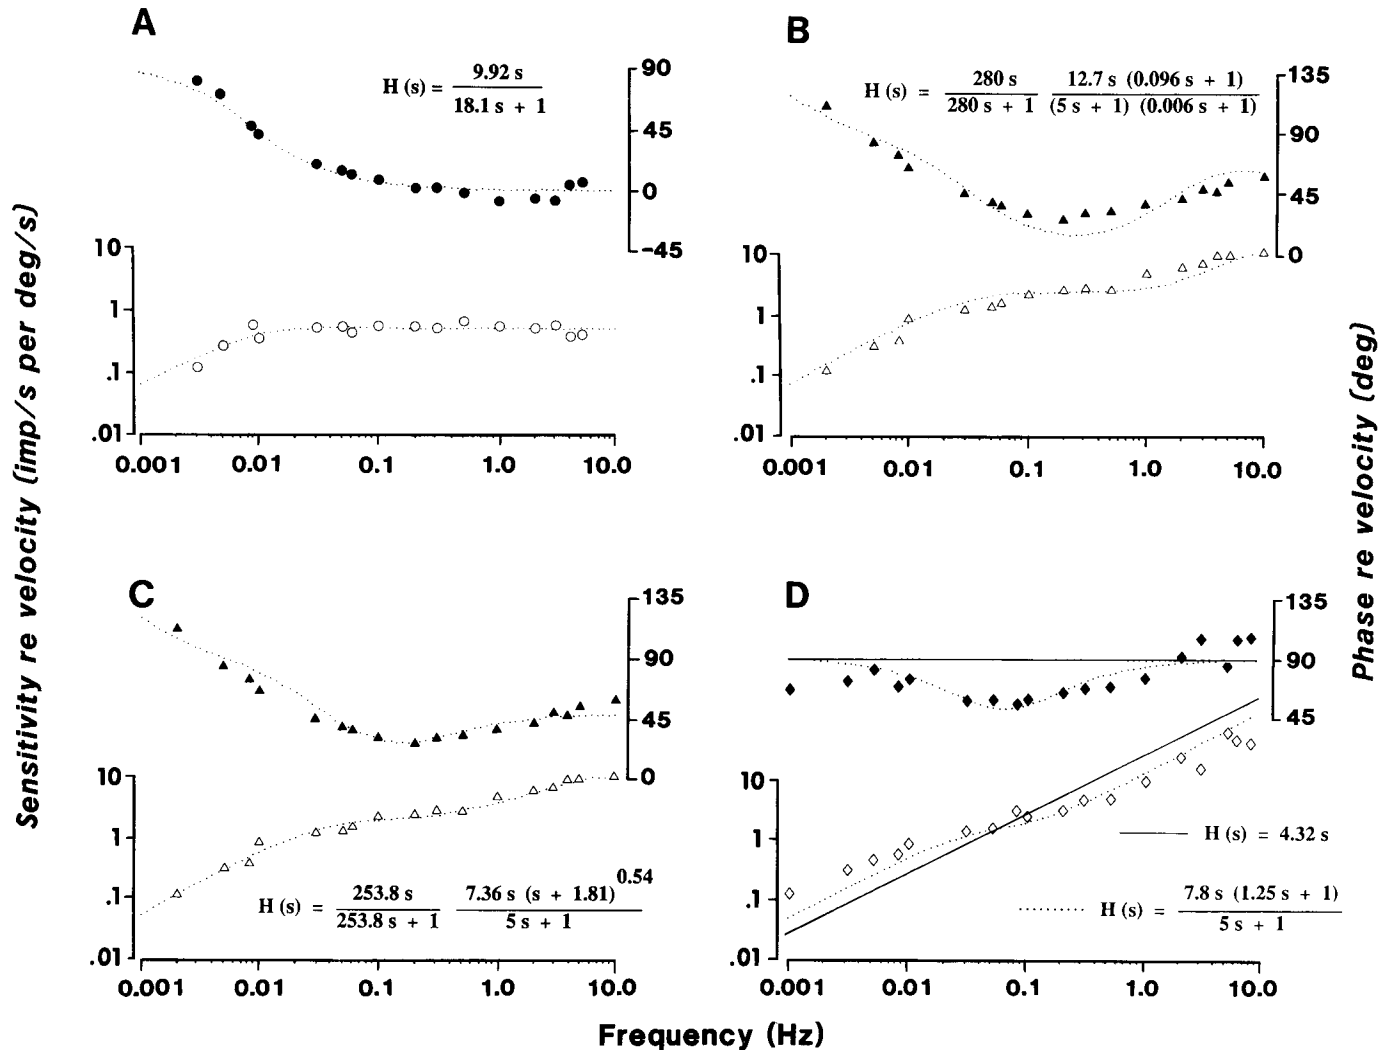 A
H (s) = 9.92 s / 18.1 s + 1
90
45
0
-45
10
1
.1
.01
0.001 0.01 0.1 1.0 10.0
B
H (s) = 280 s / 280 s + 1 12.7 s (0.096 s + 1) / (5 s + 1) (0.006 s + 1)
135
90
45
0
10
1
.1
.01
0.001 0.01 0.1 1.0 10.0
C
135
90
45
0
10
1
.1
.01
H (s) = 253.8 s / 253.8 s + 1 7.36 s (s + 1.81) 0.54 / 5 s + 1
0.001 0.01 0.1 1.0 10.0
D
135
90
45
10
1
.1
.01
H (s) = 4.32 s
H (s) = 7.8 s (1.25 s + 1) / 5 s + 1
0.001 0.01 0.1 1.0 10.0
Sensitivity re velocity (imp/s per deg/s)
Phase re velocity (deg)
Frequency (Hz)